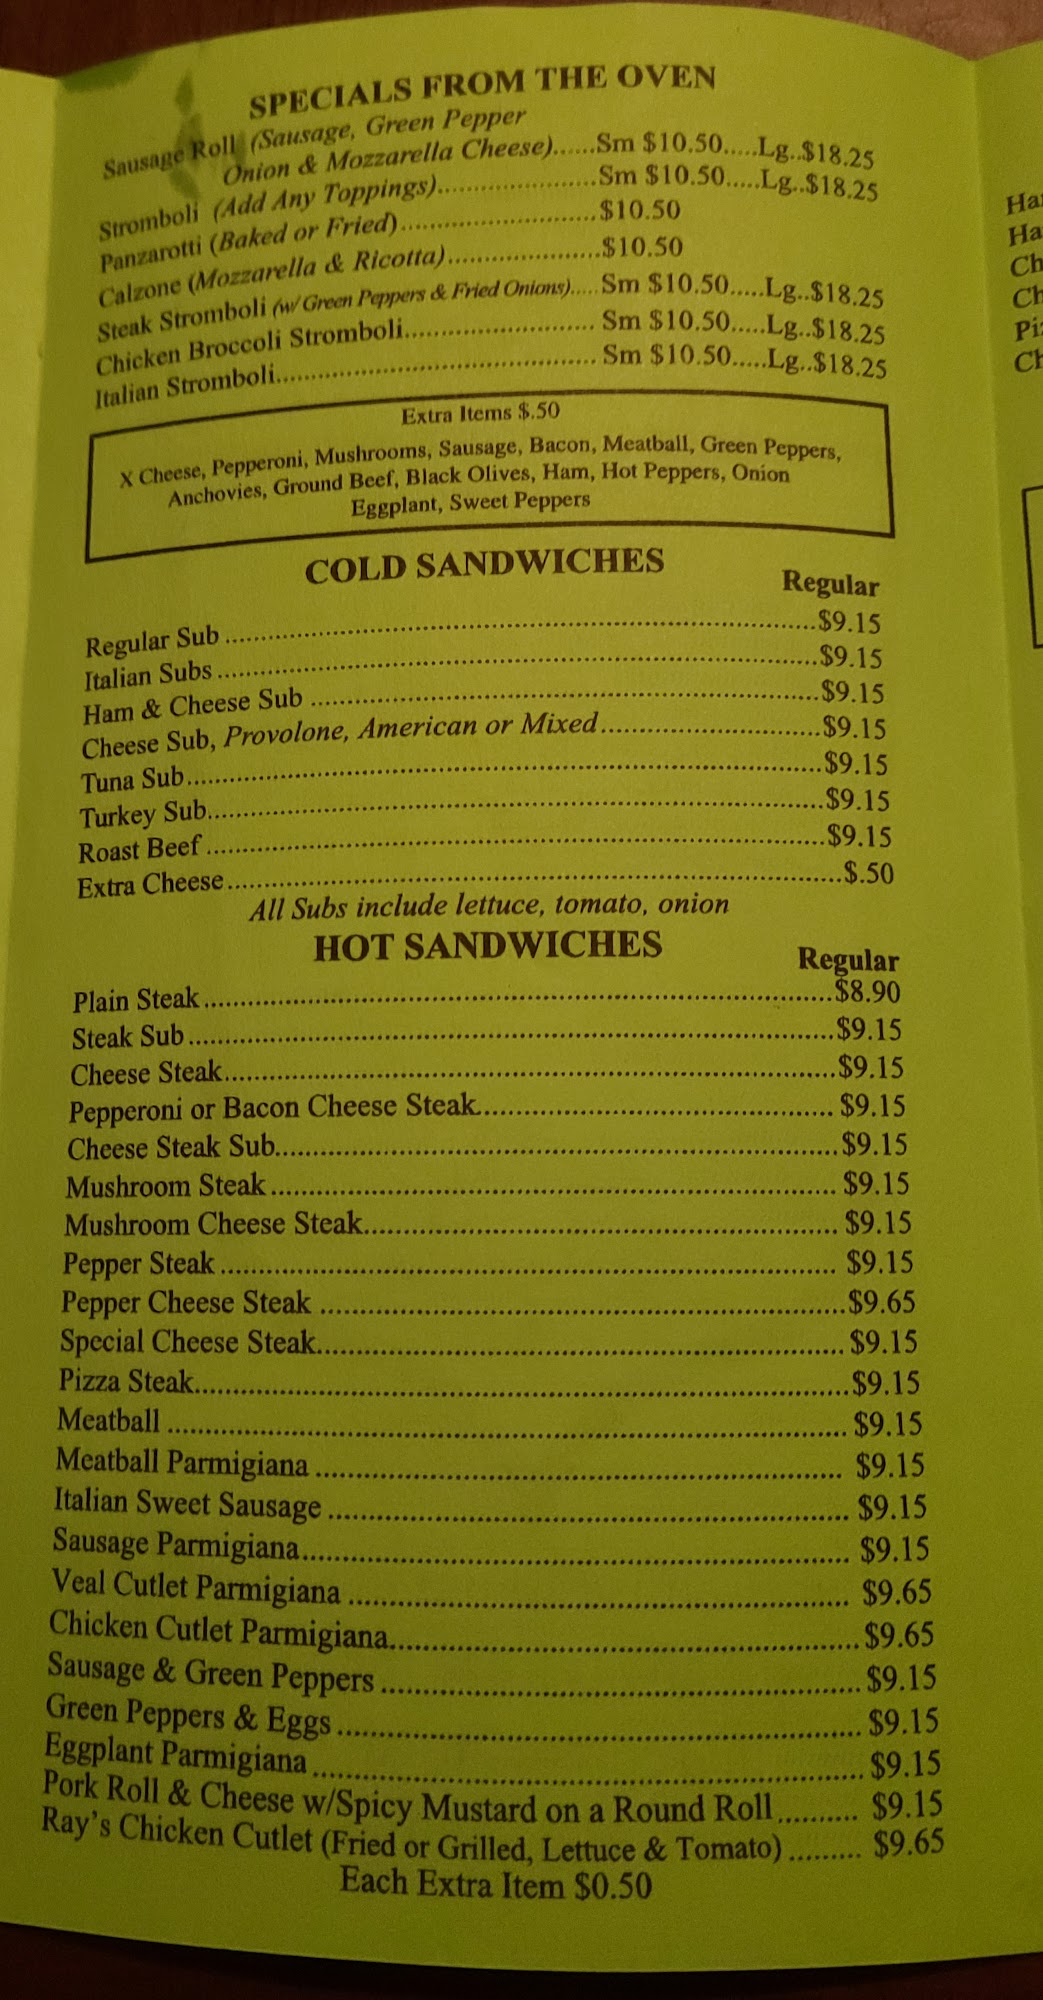 SPECIALS FROM THE OVEN
Sausage Roll (Sausage, Green Pepper
Onion & Mozzarella Cheese)......Sm $10.50.....Lg..$18.25
Stromboli (Add Any Toppings).......................Sm $10.50.....Lg..$18.25
Panzarotti (Baked or Fried)............................$10.50
Calzone (Mozzarella & Ricotta)......................$10.50
Steak Stromboli (w/ Green Peppers & Fried Onions).....Sm $10.50.....Lg..$18.25
Chicken Broccoli Stromboli...........................Sm $10.50.....Lg..$18.25
Italian Stromboli..............................................Sm $10.50.....Lg..$18.25
Extra Items $.50
X Cheese, Pepperoni, Mushrooms, Sausage, Bacon, Meatball, Green Peppers,
Anchovies, Ground Beef, Black Olives, Ham, Hot Peppers, Onion
Eggplant, Sweet Peppers
COLD SANDWICHES
Regular
Regular Sub ..........$9.15
Italian Subs ..........$9.15
Ham & Cheese Sub ..........$9.15
Cheese Sub, Provolone, American or Mixed..........$9.15
Tuna Sub..........$9.15
Turkey Sub..........$9.15
Roast Beef ..........$9.15
Extra Cheese..........$.50
All Subs include lettuce, tomato, onion
HOT SANDWICHES
Regular
Plain Steak ..........$8.90
Steak Sub ..........$9.15
Cheese Steak..........$9.15
Pepperoni or Bacon Cheese Steak.......... $9.15
Cheese Steak Sub..........$9.15
Mushroom Steak .......... $9.15
Mushroom Cheese Steak.......... $9.15
Pepper Steak .......... $9.15
Pepper Cheese Steak ..........$9.65
Special Cheese Steak.......... $9.15
Pizza Steak..........$9.15
Meatball .......... $9.15
Meatball Parmigiana .......... $9.15
Italian Sweet Sausage .......... $9.15
Sausage Parmigiana.......... $9.15
Veal Cutlet Parmigiana .......... $9.65
Chicken Cutlet Parmigiana..........$9.65
Sausage & Green Peppers ..........$9.15
Green Peppers & Eggs .......... $9.15
Eggplant Parmigiana ..........$9.15
Pork Roll & Cheese w/Spicy Mustard on a Round Roll .......... $9.15
Ray's Chicken Cutlet (Fried or Grilled, Lettuce & Tomato) ......... $9.65
Each Extra Item $0.50